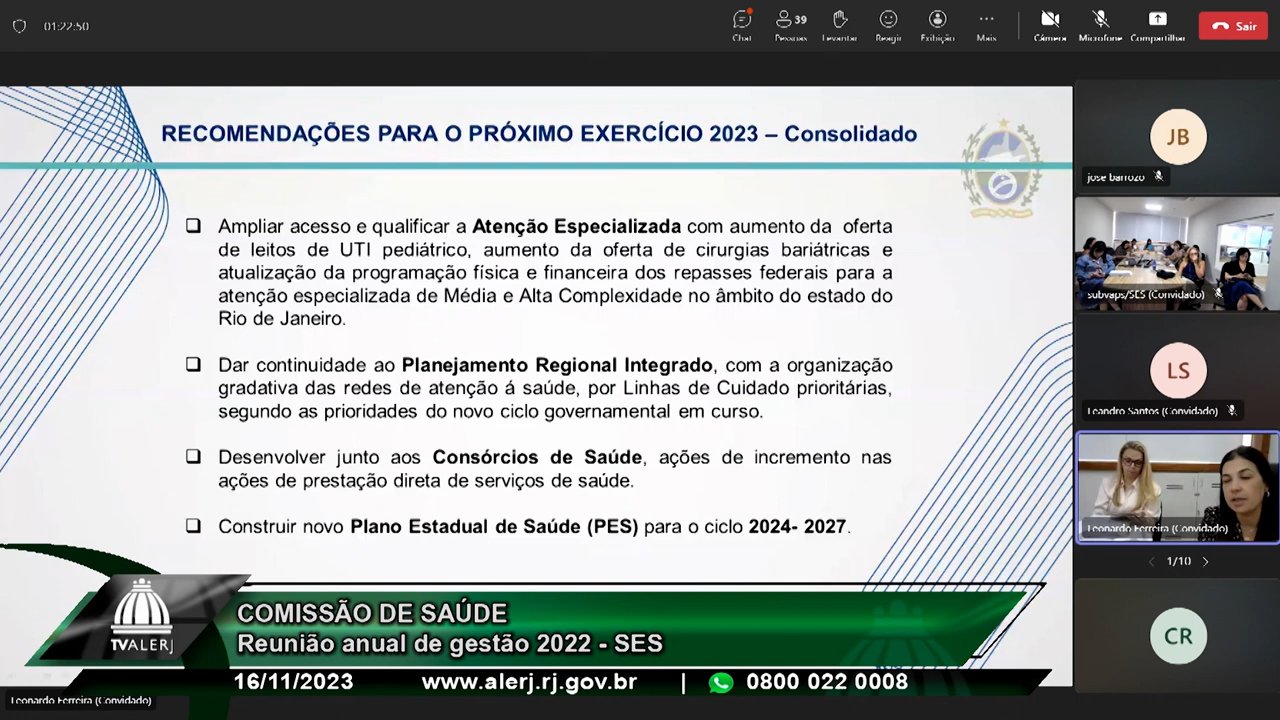 01:22:50
39
Chat
Pessoas
Levantar
Reagir
Exibição
Mais
Câmera
Microfone
Compartilhar
Sair
RECOMENDAÇÕES PARA O PRÓXIMO EXERCÍCIO 2023 – Consolidado
Ampliar acesso e qualificar a Atenção Especializada com aumento da oferta
de leitos de UTI pediátrico, aumento da oferta de cirurgias bariátricas e
atualização da programação física e financeira dos repasses federais para a
atenção especializada de Média e Alta Complexidade no âmbito do estado do
Rio de Janeiro.
Dar continuidade ao Planejamento Regional Integrado, com a organização
gradativa das redes de atenção á saúde, por Linhas de Cuidado prioritárias,
segundo as prioridades do novo ciclo governamental em curso.
Desenvolver junto aos Consórcios de Saúde, ações de incremento nas
ações de prestação direta de serviços de saúde.
Construir novo Plano Estadual de Saúde (PES) para o ciclo 2024- 2027.
JB
jose barrozo
subvaps/SES (Convidado)
LS
Leandro Santos (Convidado)
Leonardo Ferreira (Convidado)
1/10
CR
TVALERJ
COMISSÃO DE SAÚDE
Reunião anual de gestão 2022 - SES
16/11/2023 www.alerj.rj.gov.br | 0800 022 0008
Leonardo Ferreira (Convidado)